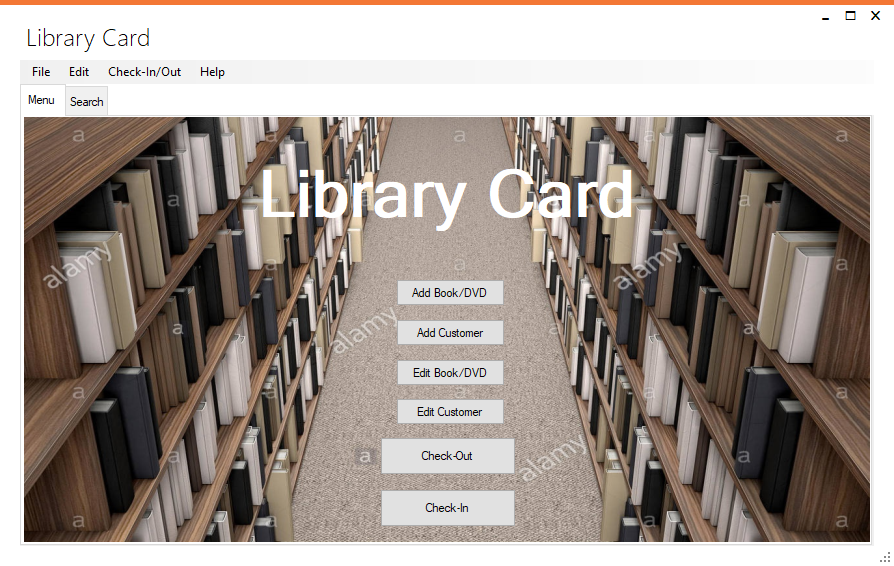 Library Card
File Edit Check-In/Out Help
Menu Search
a a a a a
Library Card
a a a a
alamy alamy
a a a
Add Book/DVD
alamy
a a a
Add Customer
Edit Book/DVD
a a a a
Edit Customer
alamy
a a a
Check-Out
Check-In
a a a a